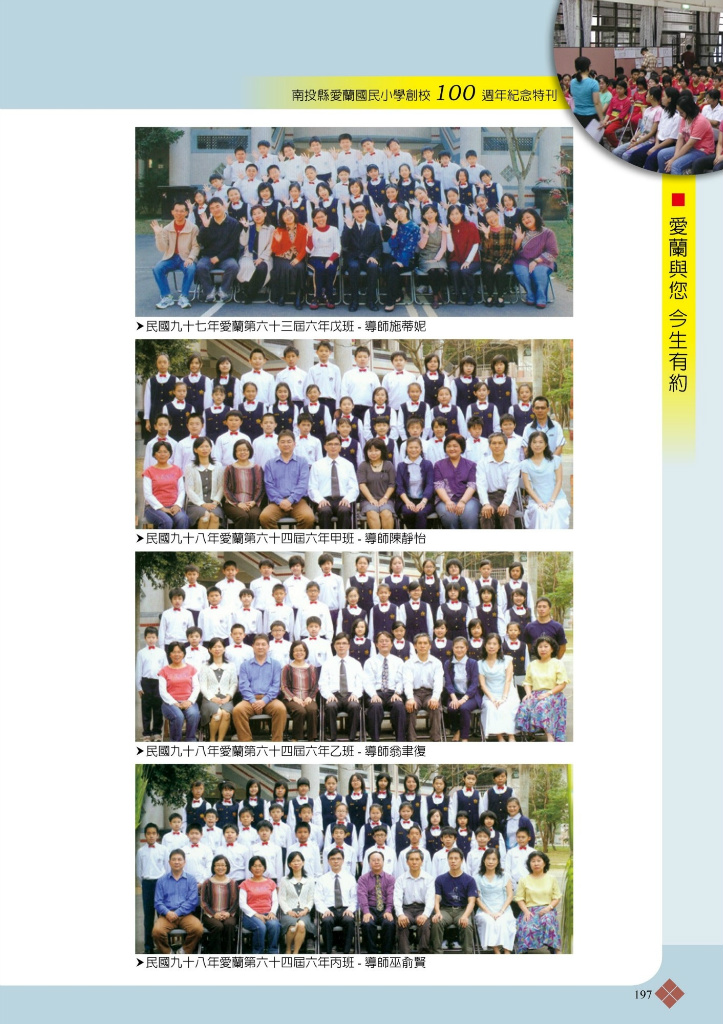 南投縣愛蘭國民小學創校 100 週年紀念特刊
■ 愛蘭與您 今生有約
➤民國九十七年愛蘭第六十三屆六年戊班 - 導師施蒂妮
➤民國九十八年愛蘭第六十四屆六年甲班 - 導師陳靜怡
➤民國九十八年愛蘭第六十四屆六年乙班 - 導師翁聿復
➤民國九十八年愛蘭第六十四屆六年丙班 - 導師巫俞賢
197